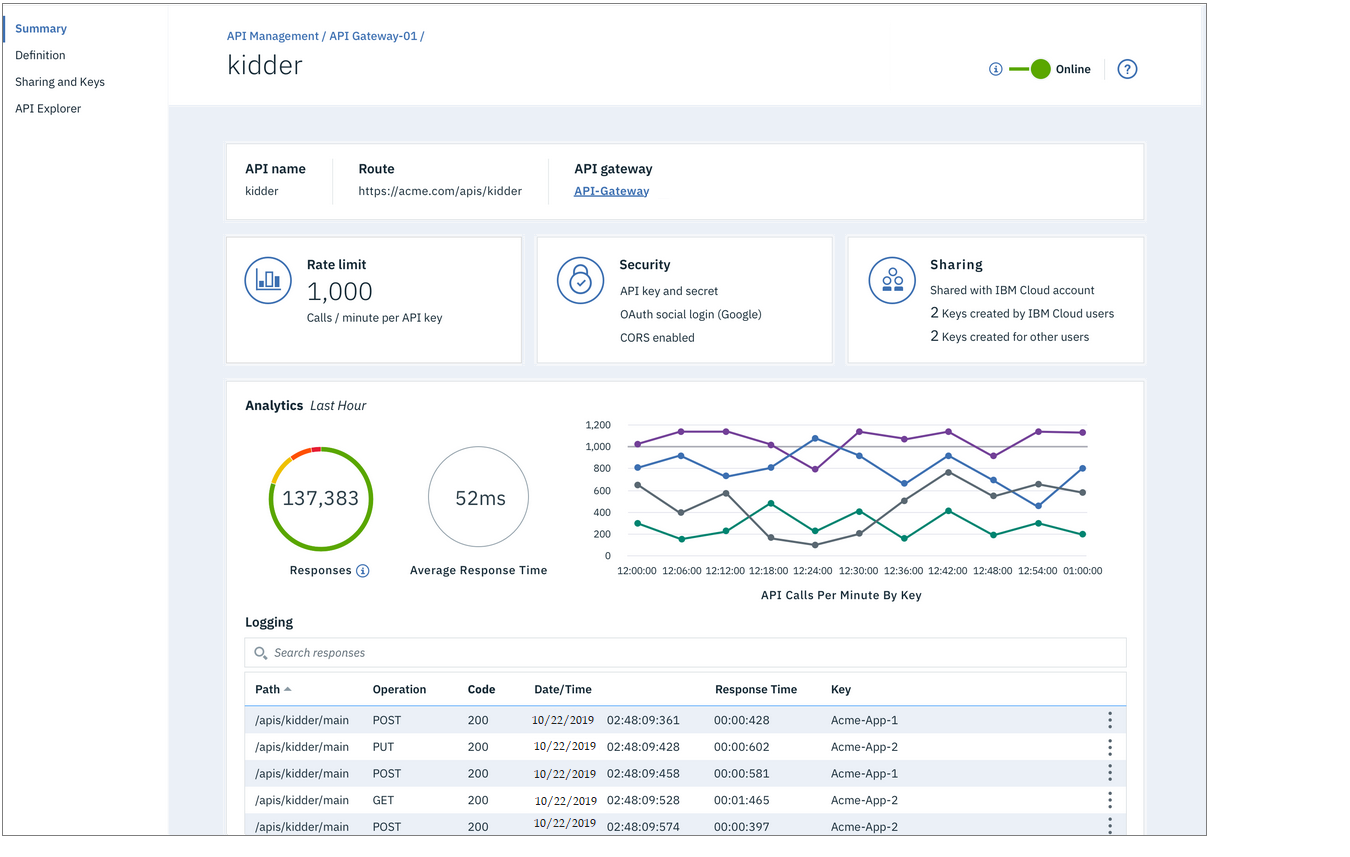 Summary
Definition
Sharing and Keys
API Explorer
API Management / API Gateway-01 /
kidder
Online
?
API name Route API gateway
kidder https://acme.com/apis/kidder API-Gateway
Rate limit
1,000
Calls / minute per API key
Security
API key and secret
OAuth social login (Google)
CORS enabled
Sharing
Shared with IBM Cloud account
2 Keys created by IBM Cloud users
2 Keys created for other users
Analytics Last Hour
137,383
Responses
52ms
Average Response Time
1,200
1,000
800
600
400
200
0
12:00:00 12:06:00 12:12:00 12:18:00 12:24:00 12:30:00 12:36:00 12:42:00 12:48:00 12:54:00 01:00:00
API Calls Per Minute By Key
Logging
Search responses
Path Operation Code Date/Time Response Time Key
/apis/kidder/main POST 200 10/22/2019 02:48:09:361 00:00:428 Acme-App-1
/apis/kidder/main PUT 200 10/22/2019 02:48:09:428 00:00:602 Acme-App-2
/apis/kidder/main POST 200 10/22/2019 02:48:09:458 00:00:581 Acme-App-1
/apis/kidder/main GET 200 10/22/2019 02:48:09:528 00:01:465 Acme-App-2
/apis/kidder/main POST 200 10/22/2019 02:48:09:574 00:00:397 Acme-App-2